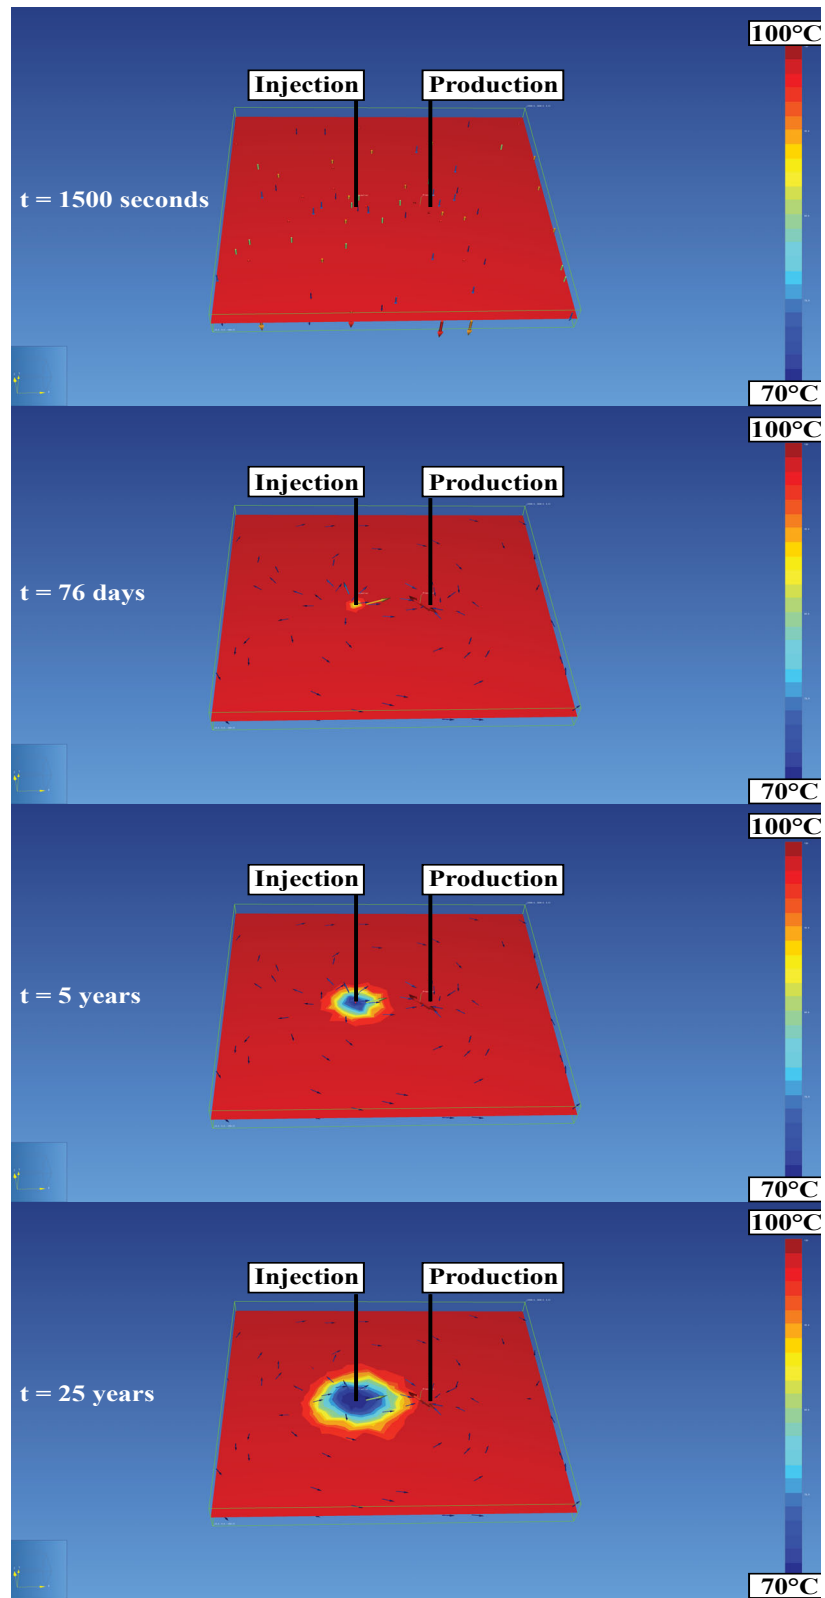 100°C
Injection
Production
t = 1500 seconds
70°C
100°C
Injection
Production
t = 76 days
70°C
100°C
Injection
Production
t = 5 years
70°C
100°C
Injection
Production
t = 25 years
70°C